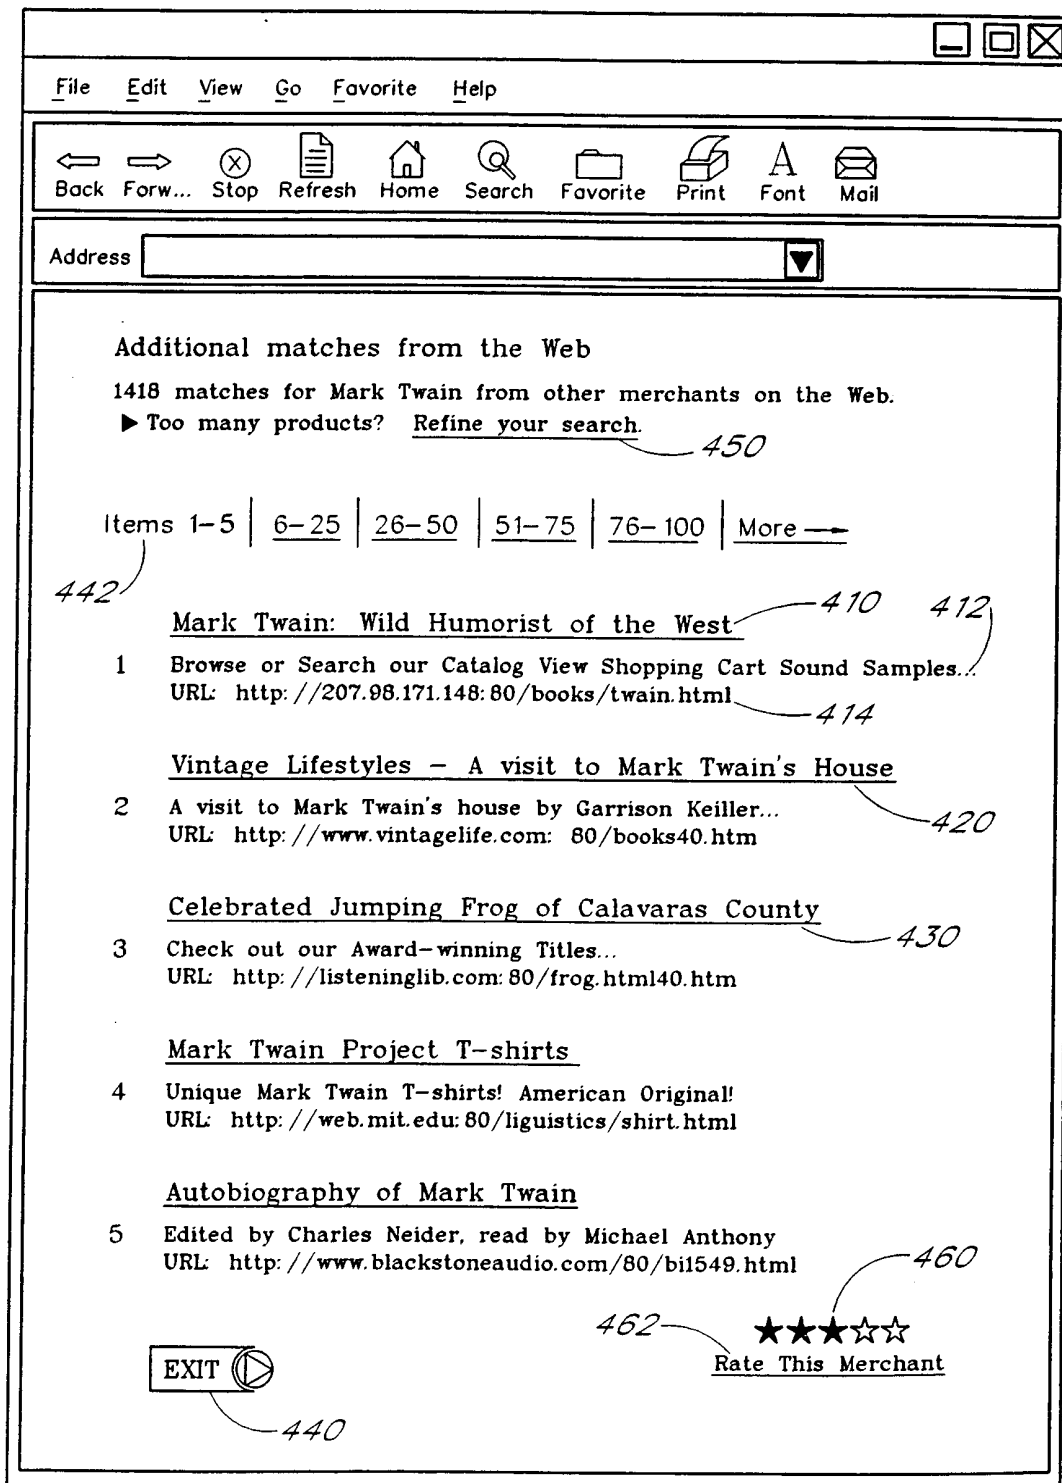 File Edit View Go Favorite Help
Back Forw... Stop Refresh Home Search Favorite Print Font Mail
Address
Additional matches from the Web
1418 matches for Mark Twain from other merchants on the Web.
▶ Too many products? Refine your search.
450
Items 1-5 | 6-25 | 26-50 | 51-75 | 76-100 | More
442
410 412
Mark Twain: Wild Humorist of the West
1 Browse or Search our Catalog View Shopping Cart Sound Samples...
URL: http://207.98.171.148:80/books/twain.html
414
Vintage Lifestyles - A visit to Mark Twain's House
2 A visit to Mark Twain's house by Garrison Keiller...
420
URL: http://www.vintagelife.com: 80/books40.htm
Celebrated Jumping Frog of Calavaras County
430
3 Check out our Award-winning Titles...
URL: http://listeninglib.com:80/frog.html40.htm
Mark Twain Project T-shirts
4 Unique Mark Twain T-shirts! American Original!
URL: http://web.mit.edu:80/liguistics/shirt.html
Autobiography of Mark Twain
5 Edited by Charles Neider, read by Michael Anthony
URL: http://www.blackstoneaudio.com/80/bi1549.html
460
462
★★★☆☆
Rate This Merchant
EXIT
440